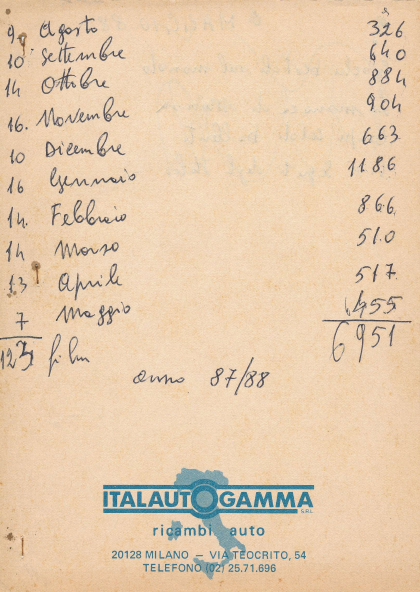 9. Agosto 326
10 Settembre 640
14 Ottobre 884
16. Novembre 904
10 Dicembre 663
16 Gennaio 1186
14. Febbraio 866
14 Marzo 510
13 Aprile 517
7 Maggio 455
123 film 6951
anno 87/88
ITALAUTOGAMMA SRL
ricambi auto
20128 MILANO — VIA TEOCRITO, 54
TELEFONO (02) 25.71.696